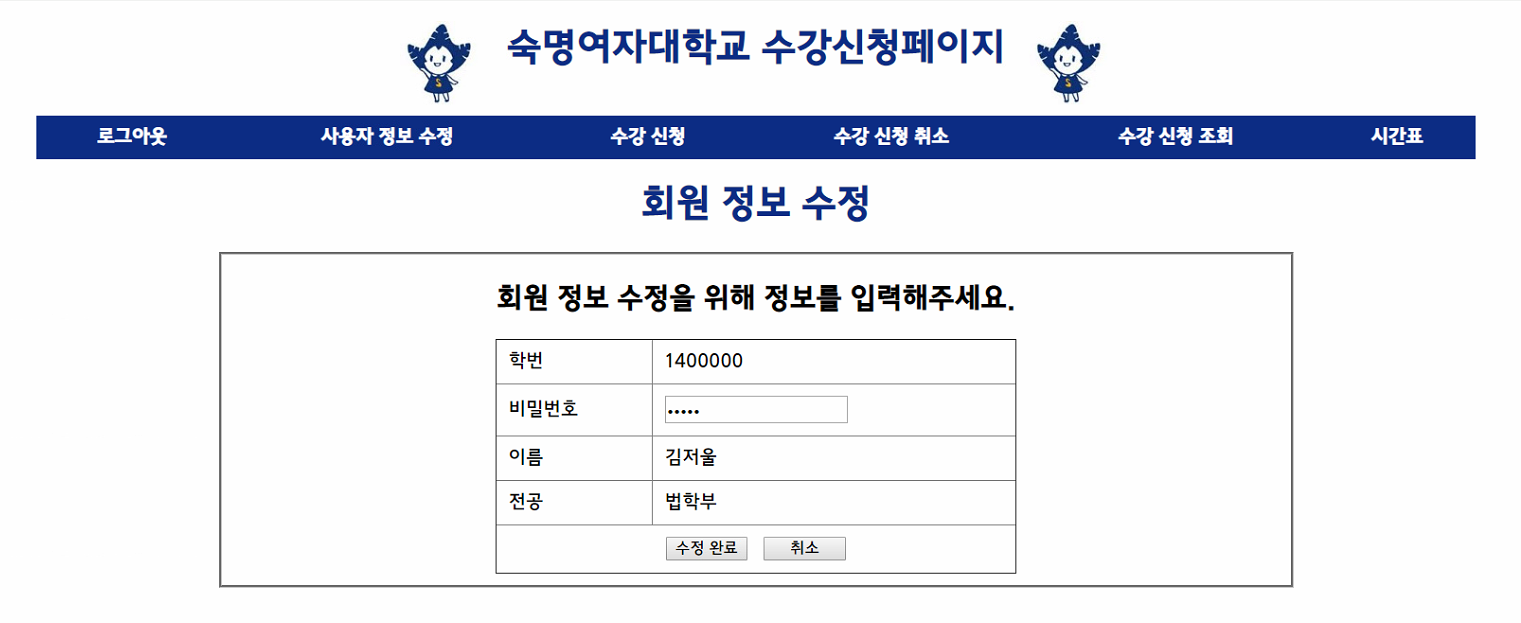 숙명여자대학교 수강신청페이지
로그아웃 사용자 정보 수정 수강 신청 수강 신청 취소 수강 신청 조회 시간표
회원 정보 수정
회원 정보 수정을 위해 정보를 입력해주세요.
학번 1400000
비밀번호 •••••
이름 김저울
전공 법학부
수정 완료 취소